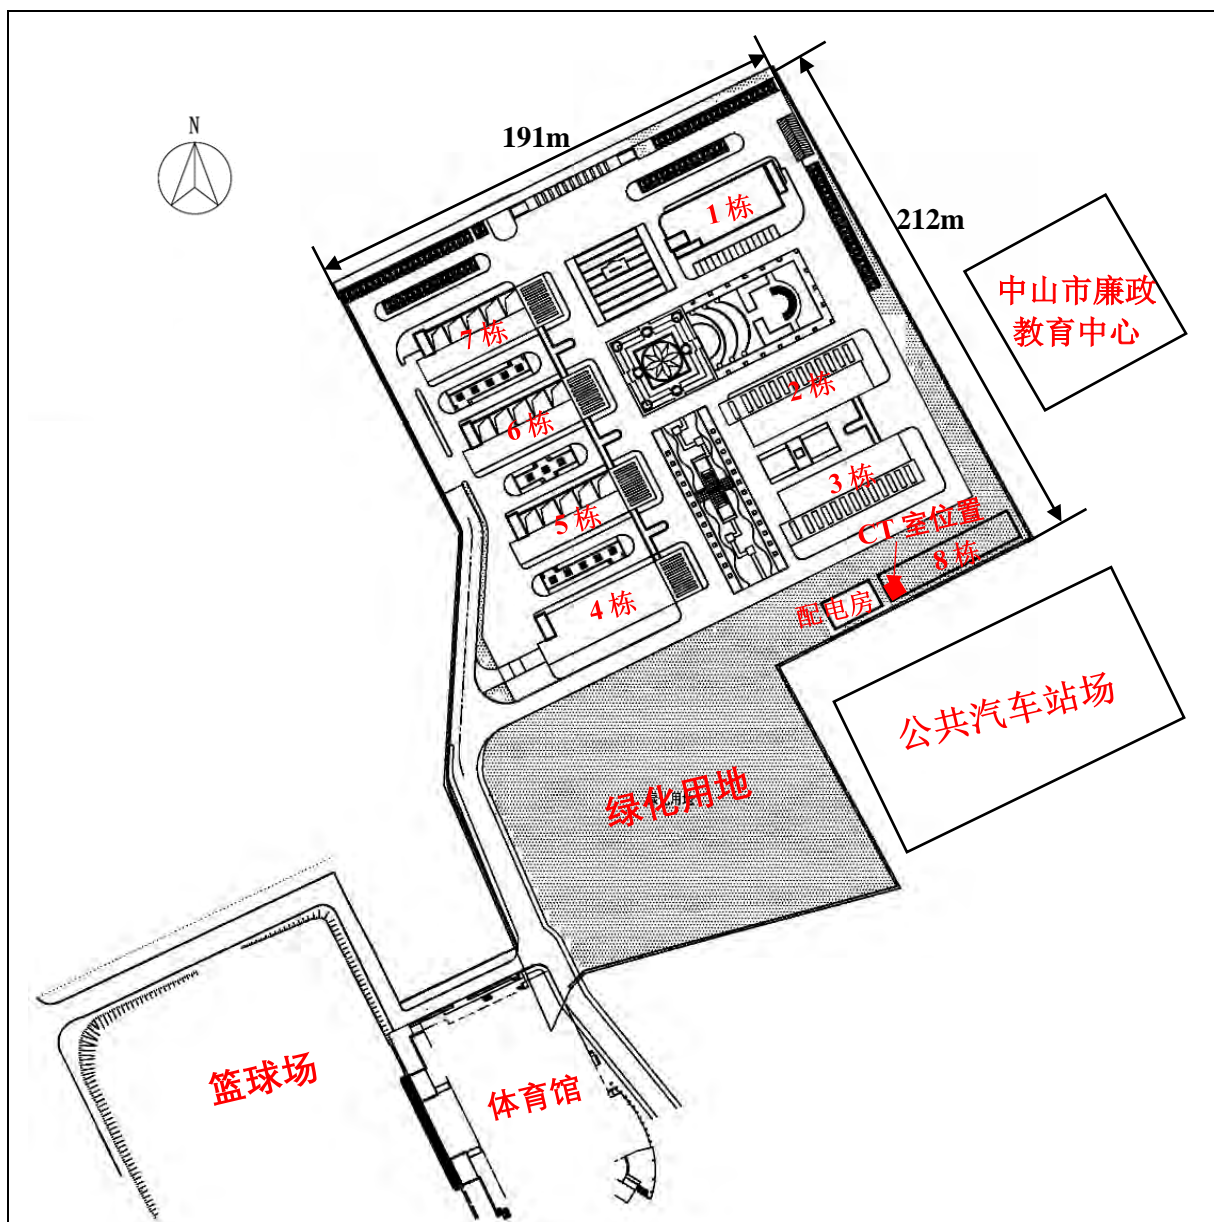 N
191m
212m
1 栋
中山市廉政
教育中心
7 栋
2 栋
6 栋
3 栋
5 栋
CT 室位置
8 栋
4 栋
配电房
公共汽车站场
绿化用地
篮球场
体育馆